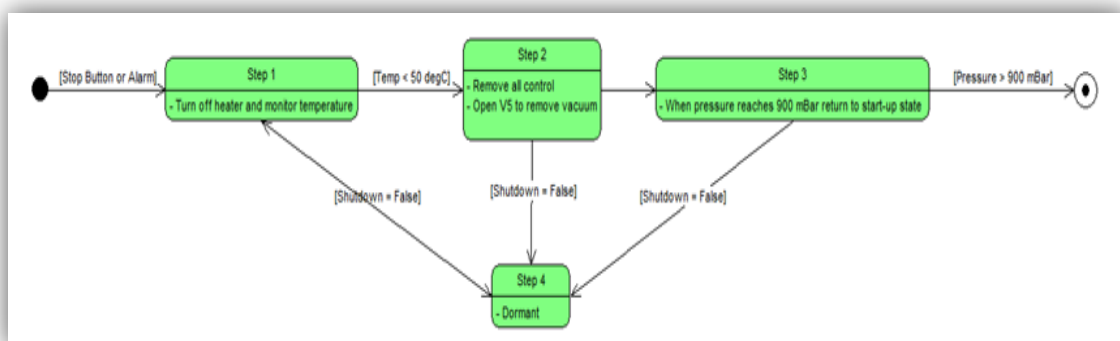 [Stop Button or Alarm]
Step 1
- Turn off heater and monitor temperature
[Temp < 50 degC]
Step 2
- Remove all control
- Open V5 to remove vacuum
Step 3
- When pressure reaches 900 mBar return to start-up state
[Pressure > 900 mBar]
[Shutdown = False]
[Shutdown = False]
[Shutdown = False]
Step 4
- Dormant